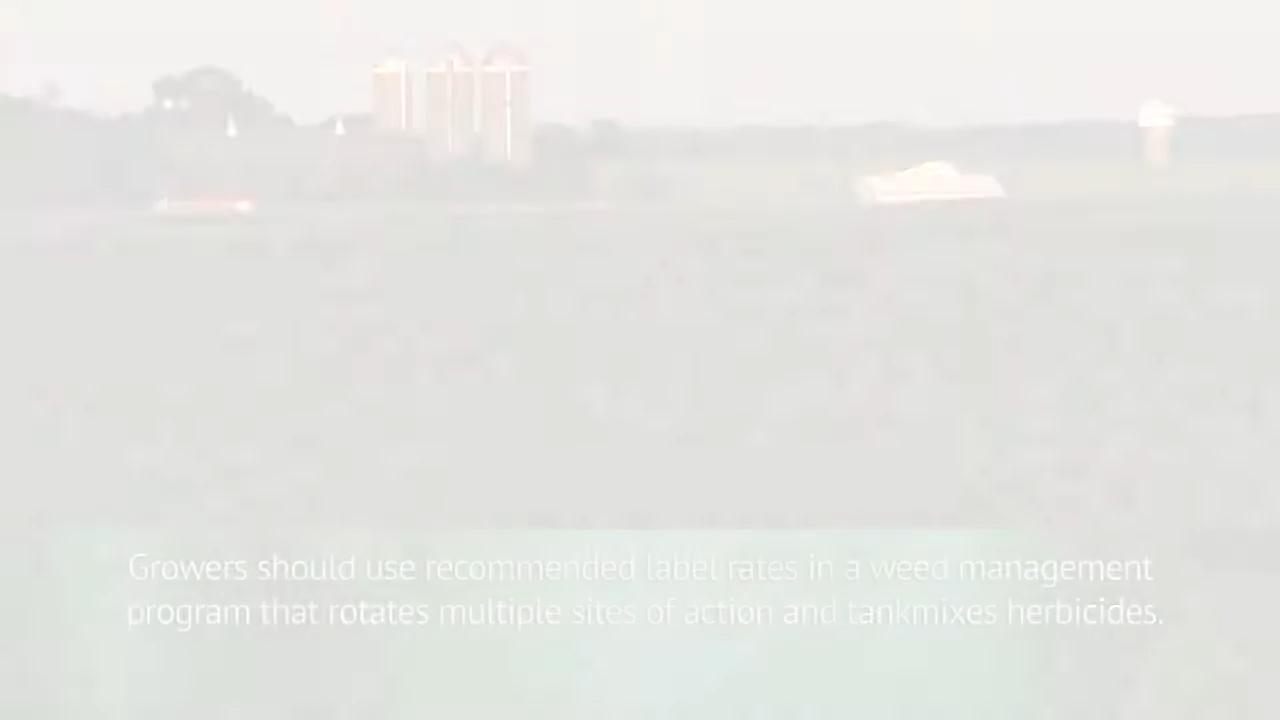 Growers should use recommended label rates in a weed management
program that rotates multiple sites of action and tankmixes herbicides.